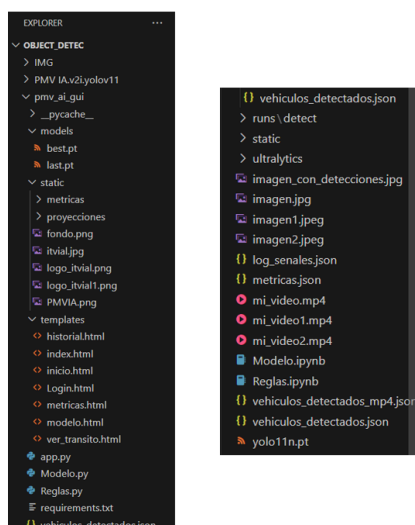 EXPLORER ...
OBJECT_DETEC
IMG
PMV IA.v2i.yolov11
pmv_ai_gui
__pycache__
models
best.pt
last.pt
static
metricas
proyecciones
fondo.png
itvial.jpg
logo_itvial.png
logo_itvial1.png
PMVIA.png
templates
historial.html
index.html
inicio.html
Login.html
metricas.html
modelo.html
ver_transito.html
app.py
Modelo.py
Reglas.py
requirements.txt
{} vehiculos_detectados.json
{} vehiculos_detectados.json
runs\detect
static
ultralytics
imagen_con_detecciones.jpg
imagen.jpg
imagen1.jpeg
imagen2.jpeg
{} log_senales.json
{} metricas.json
mi_video.mp4
mi_video1.mp4
mi_video2.mp4
Modelo.ipynb
Reglas.ipynb
{} vehiculos_detectados_mp4.json
{} vehiculos_detectados.json
yolo11n.pt